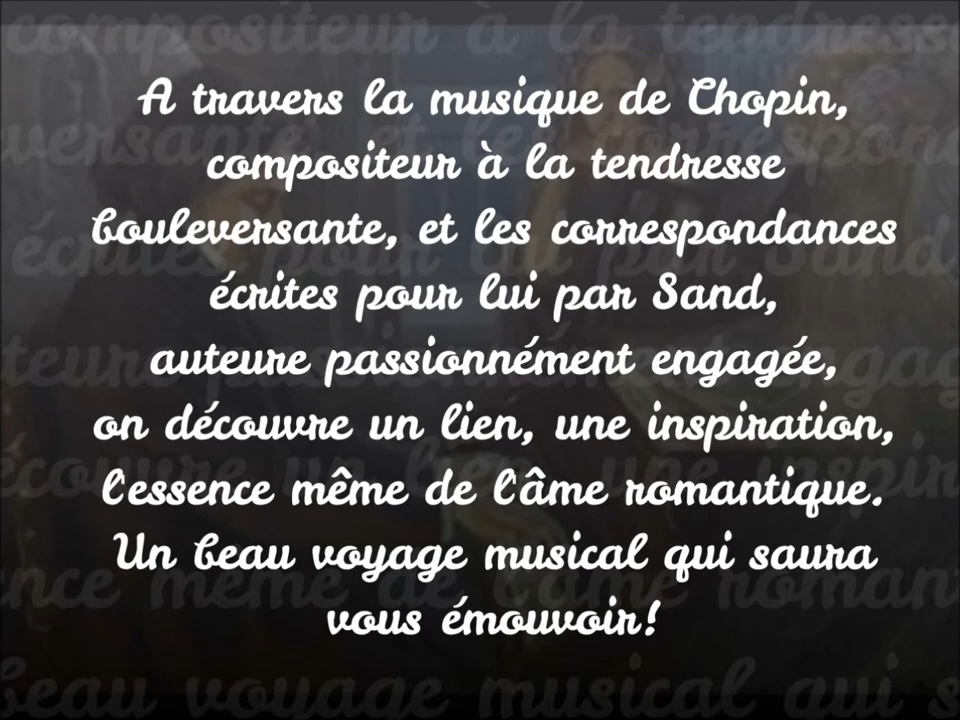 A travers la musique de Chopin,
compositeur à la tendresse
bouleversante, et les correspondances
écrites pour lui par Sand,
auteure passionnément engagée,
on découvre un lien, une inspiration,
l'essence même de l'âme romantique.
Un beau voyage musical qui saura
vous émouvoir!